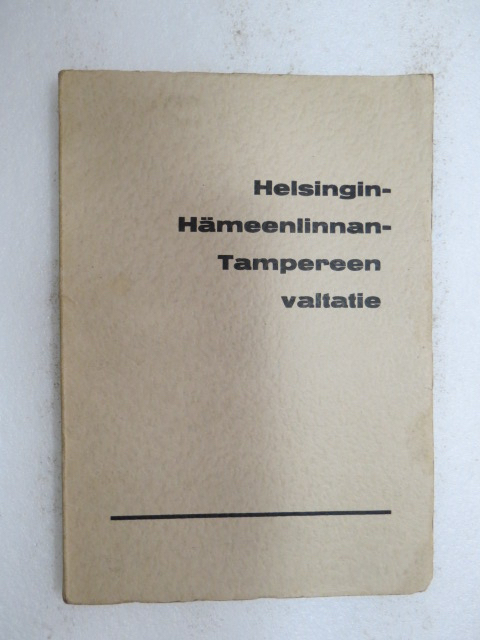 Helsingin-
Hämeenlinnan-
Tampereen
valtatie